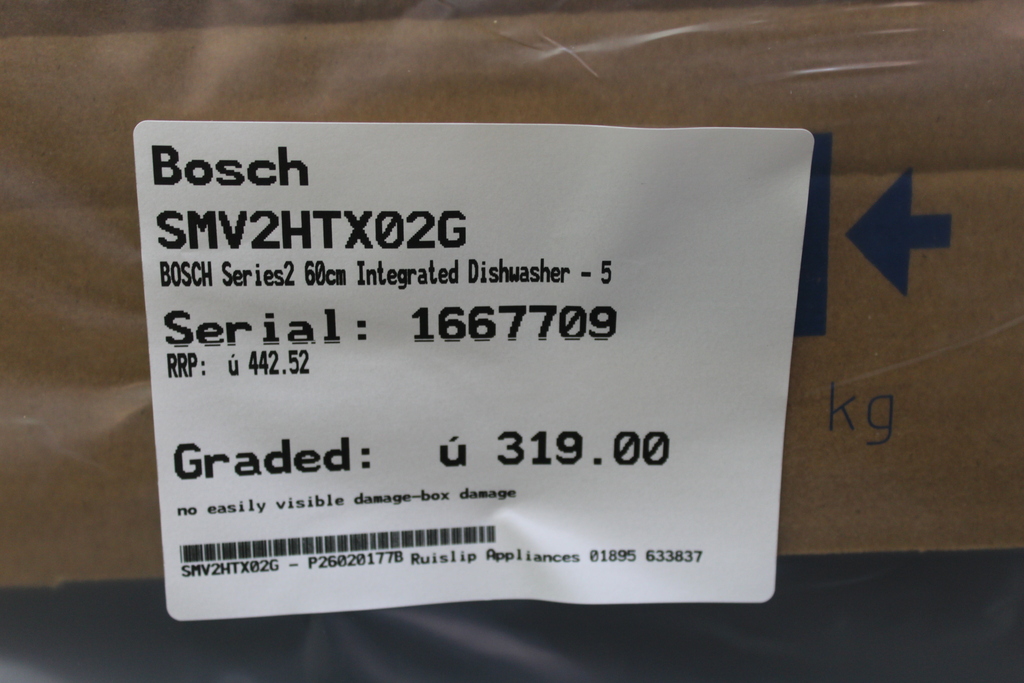 Bosch
SMV2HTX02G
BOSCH Series2 60cm Integrated Dishwasher - 5
Serial: 1667709
RRP: ú 442.52
Graded: ú 319.00
no easily visible damage-box damage
SMV2HTX02G - P26020177B Ruislip Appliances 01895 633837
kg